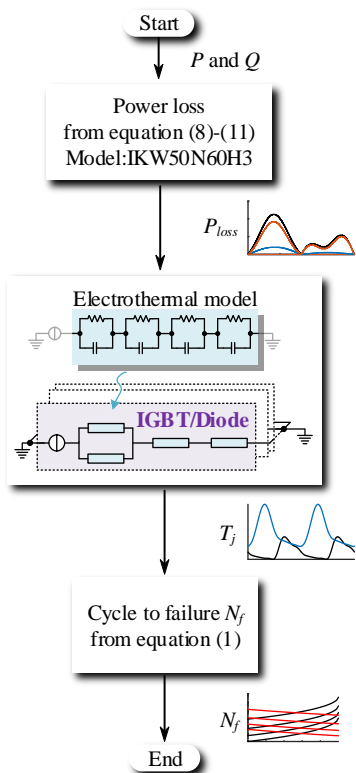 Start
P and Q
Power loss
from equation (8)-(11)
Model:IKW50N60H3
Ploss
Electrothermal model
IGBT/Diode
Tj
Cycle to failure Nf
from equation (1)
Nf
End